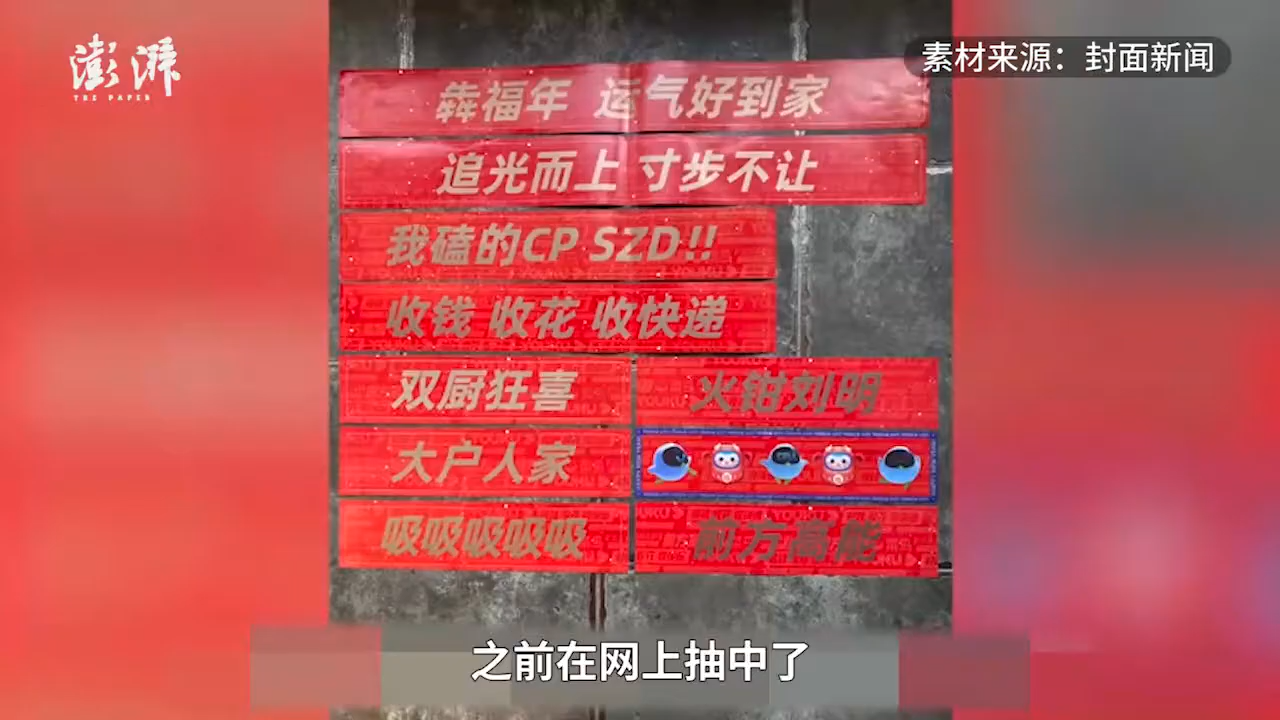 澎湃
THE PAPER
素材来源：封面新闻
犇福年 运气好到家
追光而上 寸步不让
我磕的CP SZD!!
收钱 收花 收快递
双厨狂喜
火钳刘明
大户人家
吸吸吸吸吸
前方高能
之前在网上抽中了